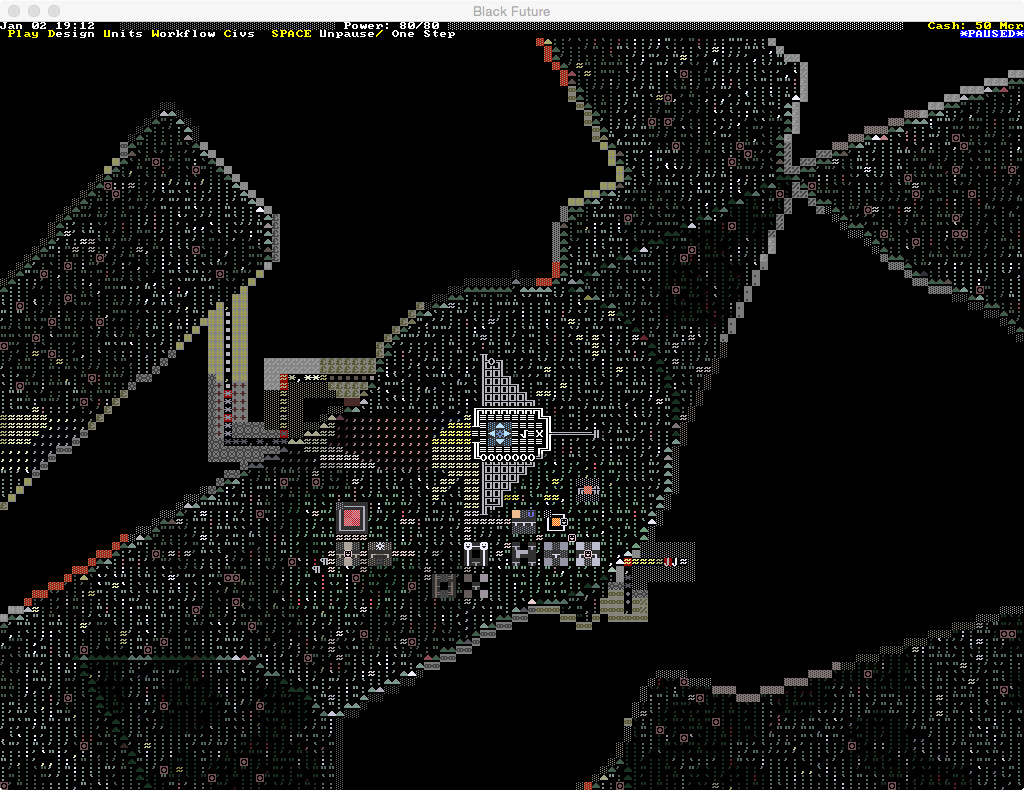 Black Future
Jan 02 19:12 Power: 80/80 Cash: 50 Mcr
Play Design Units Workflow Civs SPACE Unpause/ One Step *PAUSED*